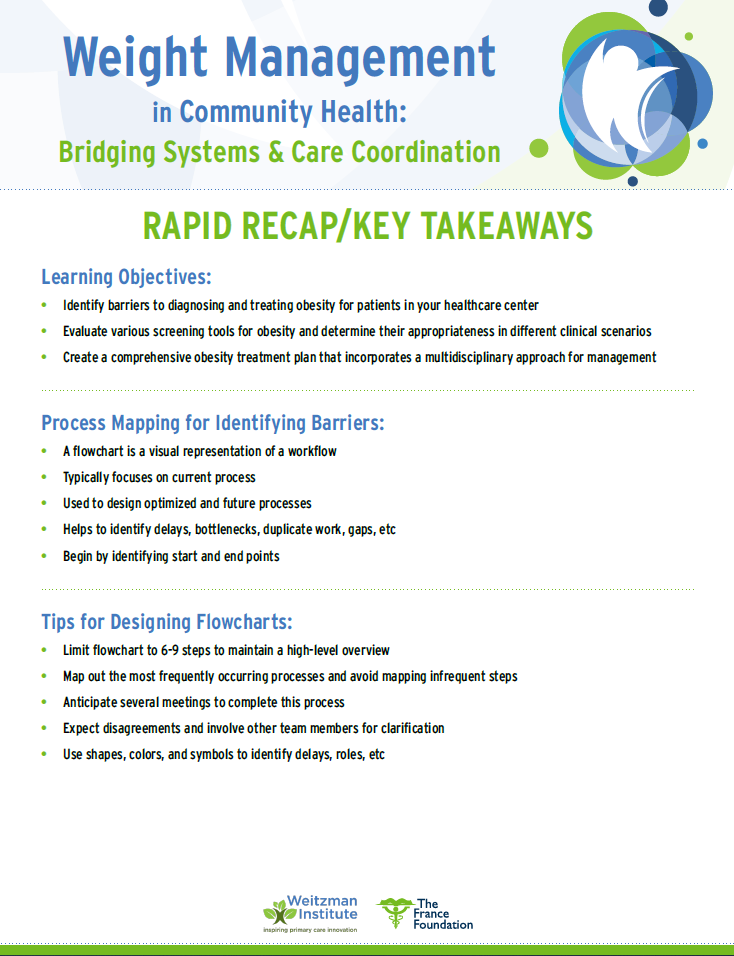 Weight Management
in Community Health:
Bridging Systems & Care Coordination
RAPID RECAP/KEY TAKEAWAYS
Learning Objectives:
• Identify barriers to diagnosing and treating obesity for patients in your healthcare center
• Evaluate various screening tools for obesity and determine their appropriateness in different clinical scenarios
• Create a comprehensive obesity treatment plan that incorporates a multidisciplinary approach for management
Process Mapping for Identifying Barriers:
• A flowchart is a visual representation of a workflow
• Typically focuses on current process
• Used to design optimized and future processes
• Helps to identify delays, bottlenecks, duplicate work, gaps, etc
• Begin by identifying start and end points
Tips for Designing Flowcharts:
• Limit flowchart to 6-9 steps to maintain a high-level overview
• Map out the most frequently occurring processes and avoid mapping infrequent steps
• Anticipate several meetings to complete this process
• Expect disagreements and involve other team members for clarification
• Use shapes, colors, and symbols to identify delays, roles, etc
Weitzman
Institute
inspiring primary care innovation
The
France
Foundation